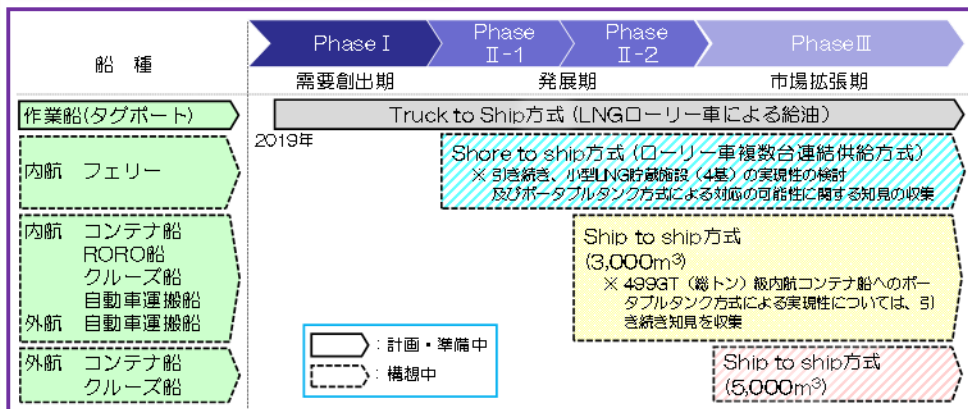 船 種
Phase Ⅰ
Phase Ⅱ-1
Phase Ⅱ-2
Phase Ⅲ
需要創出期
発展期
市場拡張期
作業船(タグボート)
Truck to Ship方式 (LNGローリー車による給油)
2019年
内航 フェリー
Shore to ship方式 (ローリー車複数台連結供給方式)
※ 引き続き、小型LNG貯蔵施設（4基）の実現性の検討
及びポータブルタンク方式による対応の可能性に関する知見の収集
内航 コンテナ船
RORO船
クルーズ船
自動車運搬船
外航 自動車運搬船
Ship to ship方式
(3,000m³)
※ 499GT（総トン）級内航コンテナ船へのポー
タブルタンク方式による実現性については、引
き続き知見を収集
外航 コンテナ船
クルーズ船
Ship to ship方式
(5,000m³)
：計画・準備中
：構想中